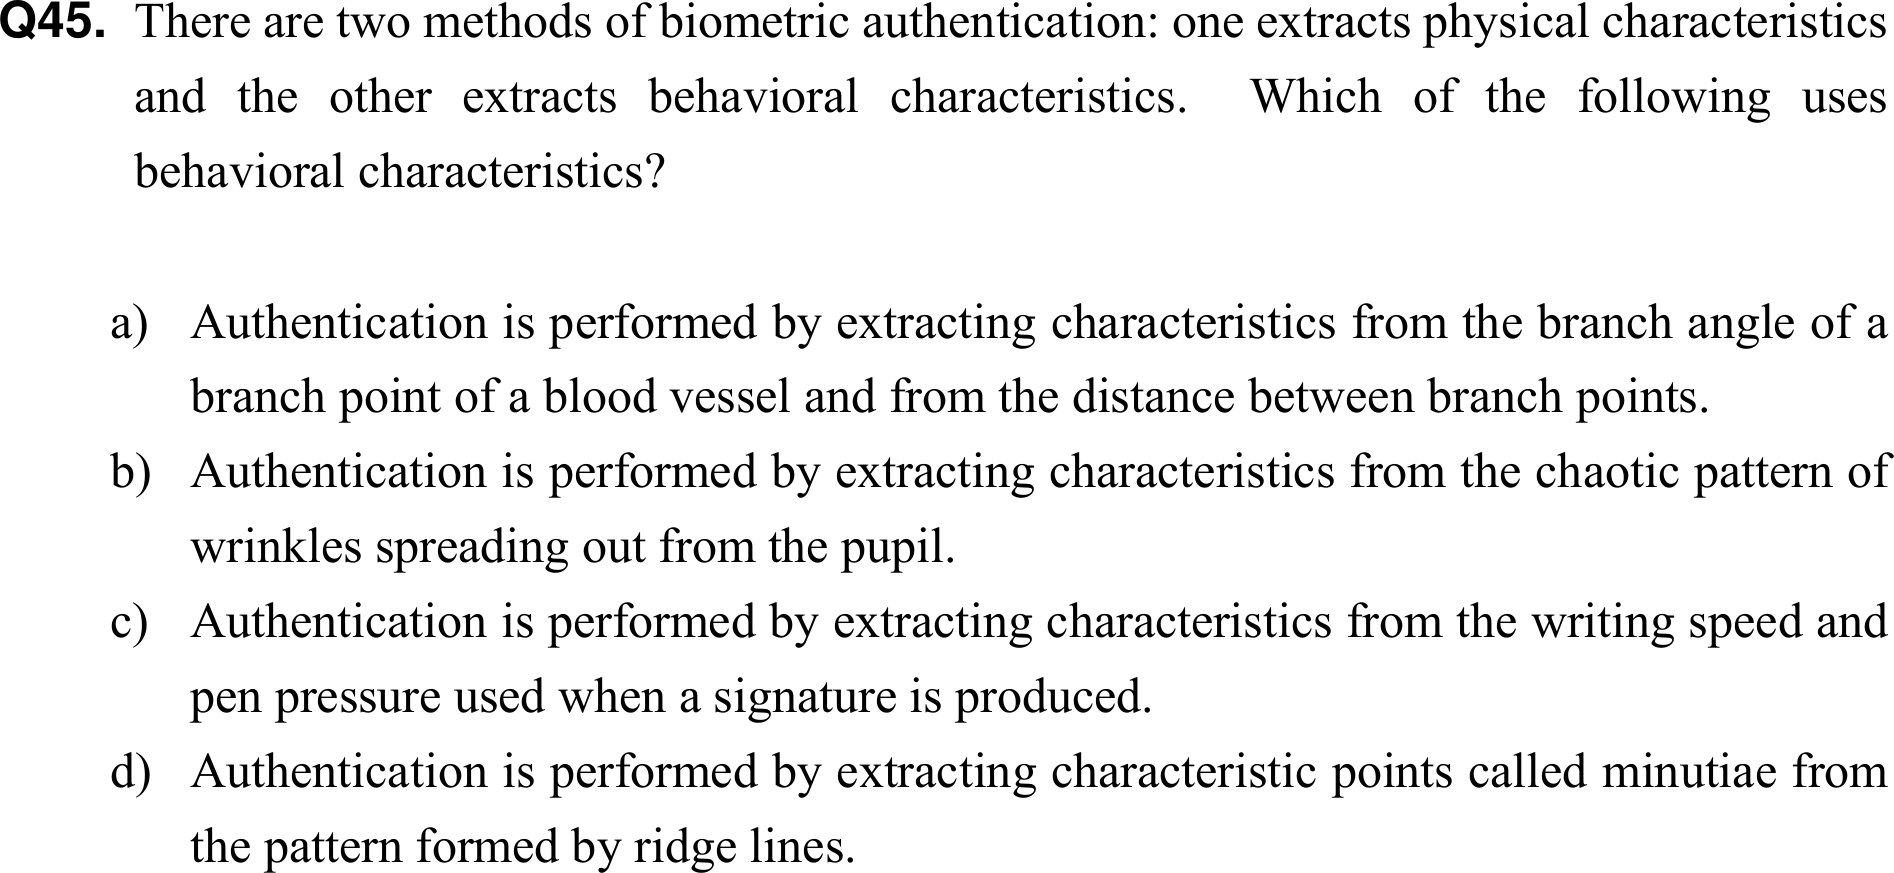 Q45. There are two methods of biometric authentication: one extracts physical characteristics
and the other extracts behavioral characteristics. Which of the following uses
behavioral characteristics?
a) Authentication is performed by extracting characteristics from the branch angle of a
branch point of a blood vessel and from the distance between branch points.
b) Authentication is performed by extracting characteristics from the chaotic pattern of
wrinkles spreading out from the pupil.
c) Authentication is performed by extracting characteristics from the writing speed and
pen pressure used when a signature is produced.
d) Authentication is performed by extracting characteristic points called minutiae from
the pattern formed by ridge lines.